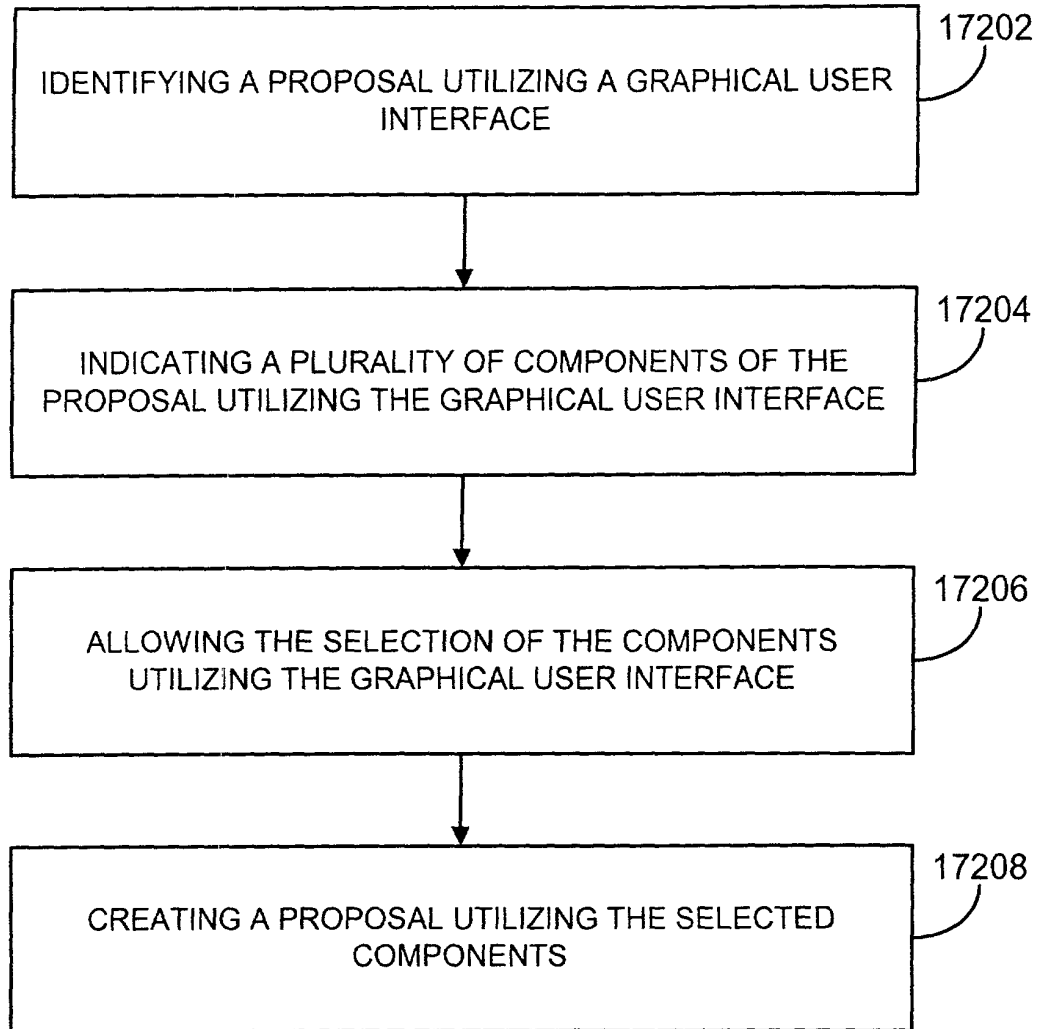 17202
IDENTIFYING A PROPOSAL UTILIZING A GRAPHICAL USER
INTERFACE
17204
INDICATING A PLURALITY OF COMPONENTS OF THE
PROPOSAL UTILIZING THE GRAPHICAL USER INTERFACE
17206
ALLOWING THE SELECTION OF THE COMPONENTS
UTILIZING THE GRAPHICAL USER INTERFACE
17208
CREATING A PROPOSAL UTILIZING THE SELECTED
COMPONENTS